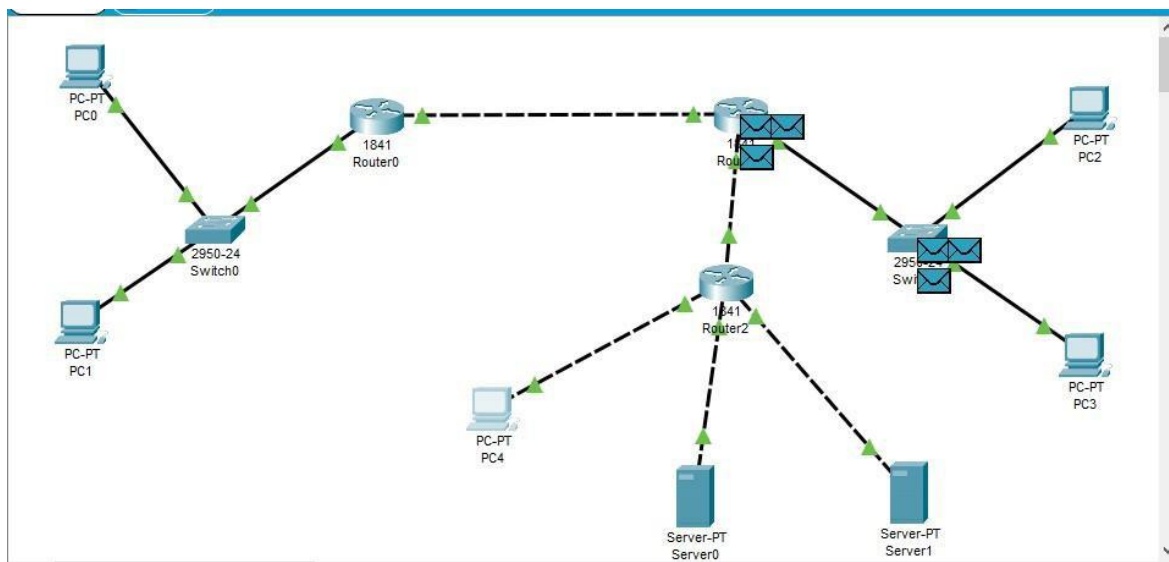 PC-PT
PC0
1841
Router0
1841
PC-PT
PC2
2950-24
Switch0
PC-PT
PC1
1841
Router2
PC-PT
PC3
PC-PT
PC4
Server-PT
Server0
Server-PT
Server1